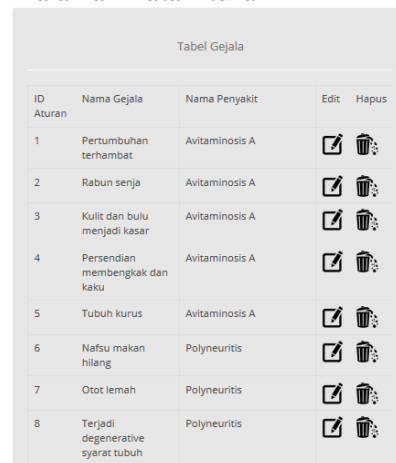 Tabel Gejala
ID Nama Gejala Nama Penyakit Edit Hapus
Aturan
1 Pertumbuhan Avitaminosis A
terhambat
2 Rabun senja Avitaminosis A
3 Kulit dan bulu Avitaminosis A
menjadi kasar
4 Persendian Avitaminosis A
membengkak dan
kaku
5 Tubuh kurus Avitaminosis A
6 Nafsu makan Polyneuritis
hilang
7 Otot lemah Polyneuritis
8 Terjadi Polyneuritis
degenerative
syarat tubuh